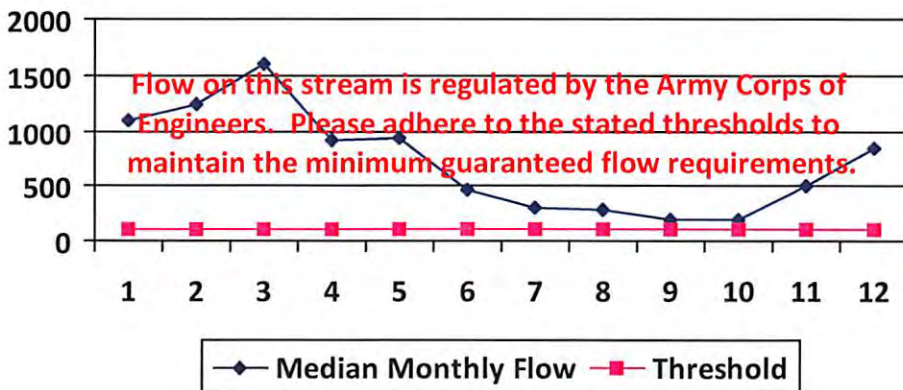 2000
1500
1000
500
0
Flow on this stream is regulated by the Army Corps of
Engineers. Please adhere to the stated thresholds to
maintain the minimum guaranteed flow requirements.
1 2 3 4 5 6 7 8 9 10 11 12
Median Monthly Flow Threshold